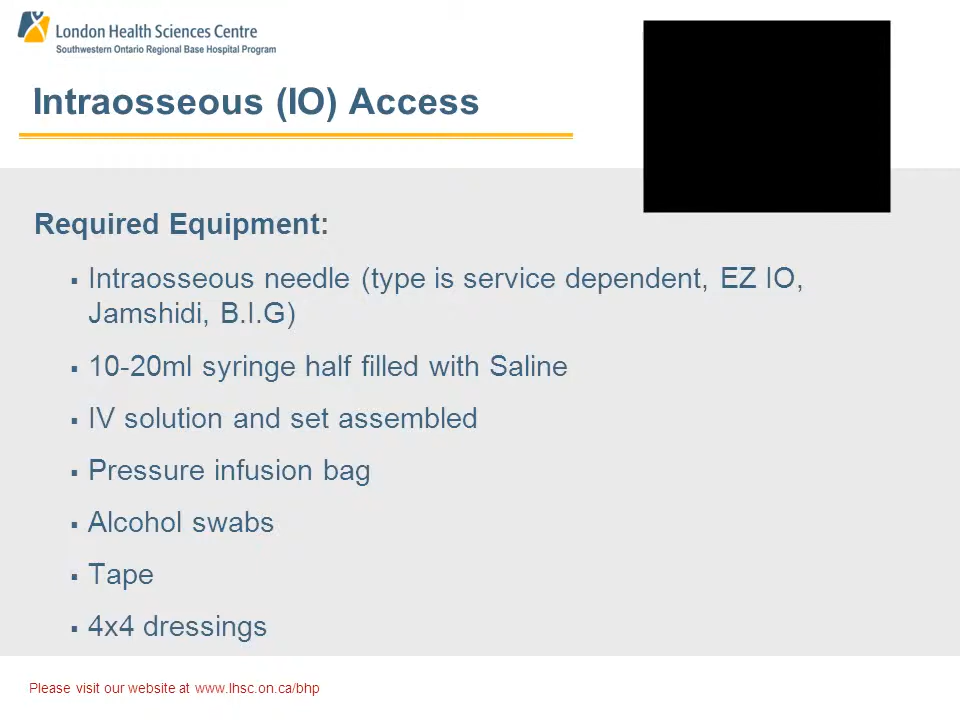 London Health Sciences Centre
Southwestern Ontario Regional Base Hospital Program
Intraosseous (IO) Access
Required Equipment:
▪ Intraosseous needle (type is service dependent, EZ IO,
Jamshidi, B.I.G)
▪ 10-20ml syringe half filled with Saline
▪ IV solution and set assembled
▪ Pressure infusion bag
▪ Alcohol swabs
▪ Tape
▪ 4x4 dressings
Please visit our website at www.lhsc.on.ca/bhp